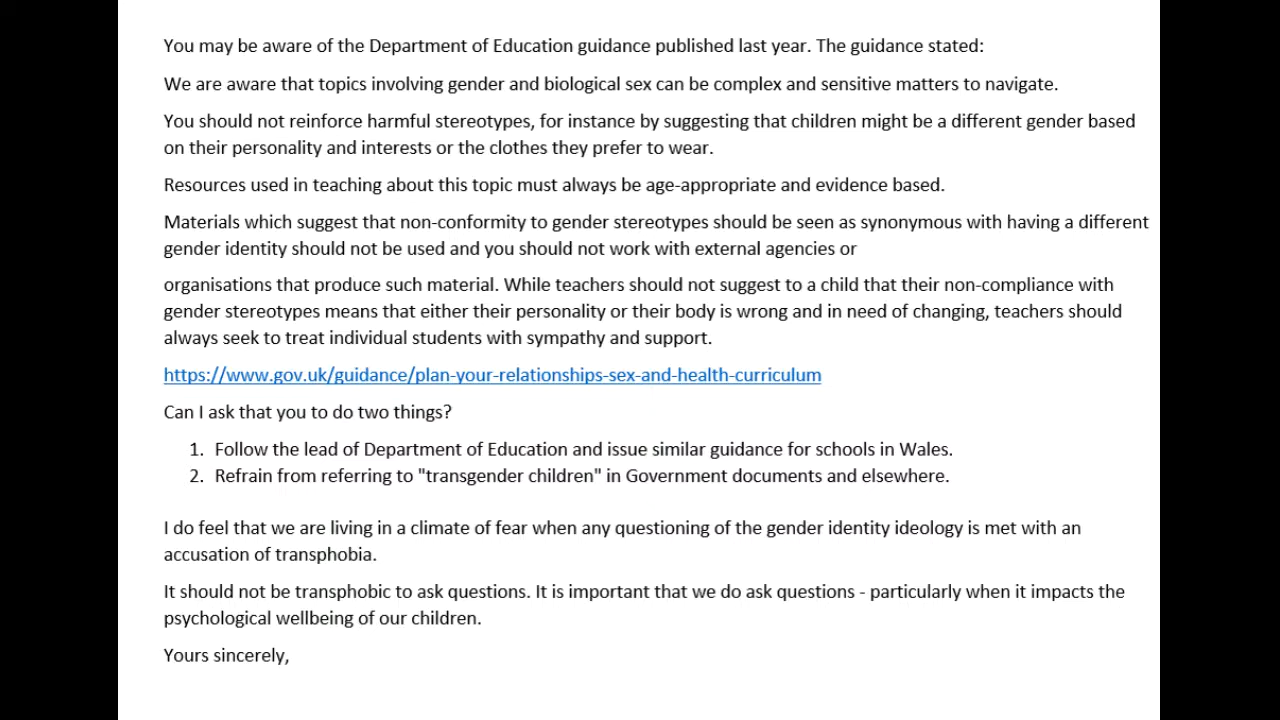 You may be aware of the Department of Education guidance published last year. The guidance stated:
We are aware that topics involving gender and biological sex can be complex and sensitive matters to navigate.
You should not reinforce harmful stereotypes, for instance by suggesting that children might be a different gender based
on their personality and interests or the clothes they prefer to wear.
Resources used in teaching about this topic must always be age-appropriate and evidence based.
Materials which suggest that non-conformity to gender stereotypes should be seen as synonymous with having a different
gender identity should not be used and you should not work with external agencies or
organisations that produce such material. While teachers should not suggest to a child that their non-compliance with
gender stereotypes means that either their personality or their body is wrong and in need of changing, teachers should
always seek to treat individual students with sympathy and support.
https://www.gov.uk/guidance/plan-your-relationships-sex-and-health-curriculum
Can I ask that you to do two things?
1. Follow the lead of Department of Education and issue similar guidance for schools in Wales.
2. Refrain from referring to "transgender children" in Government documents and elsewhere.
I do feel that we are living in a climate of fear when any questioning of the gender identity ideology is met with an
accusation of transphobia.
It should not be transphobic to ask questions. It is important that we do ask questions - particularly when it impacts the
psychological wellbeing of our children.
Yours sincerely,